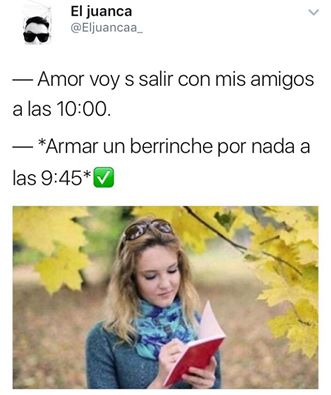 El juanca
@Eljuancaa_
— Amor voy s salir con mis amigos
a las 10:00.
— *Armar un berrinche por nada a
las 9:45*✅